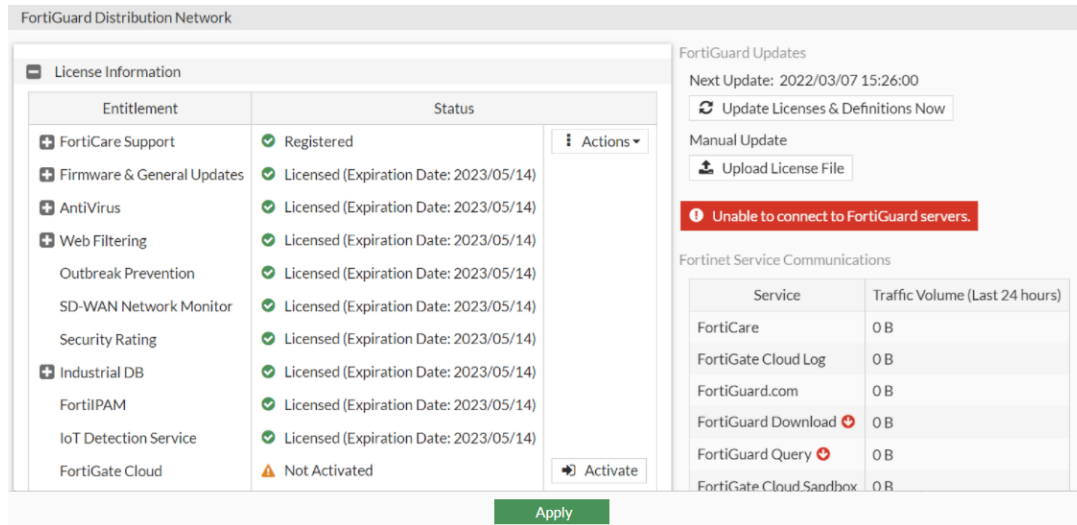 FortiGuard Distribution Network
License Information
Entitlement Status
FortiCare Support Registered Actions
Firmware & General Updates Licensed (Expiration Date: 2023/05/14)
AntiVirus Licensed (Expiration Date: 2023/05/14)
Web Filtering Licensed (Expiration Date: 2023/05/14)
Outbreak Prevention Licensed (Expiration Date: 2023/05/14)
SD-WAN Network Monitor Licensed (Expiration Date: 2023/05/14)
Security Rating Licensed (Expiration Date: 2023/05/14)
Industrial DB Licensed (Expiration Date: 2023/05/14)
FortiIPAM Licensed (Expiration Date: 2023/05/14)
IoT Detection Service Licensed (Expiration Date: 2023/05/14)
FortiGate Cloud Not Activated Activate
FortiGuard Updates
Next Update: 2022/03/07 15:26:00
Update Licenses & Definitions Now
Manual Update
Upload License File
Unable to connect to FortiGuard servers.
Fortinet Service Communications
Service Traffic Volume (Last 24 hours)
FortiCare 0 B
FortiGate Cloud Log 0 B
FortiGuard.com 0 B
FortiGuard Download 0 B
FortiGuard Query 0 B
FortiGate Cloud Sandbox 0 B
Apply